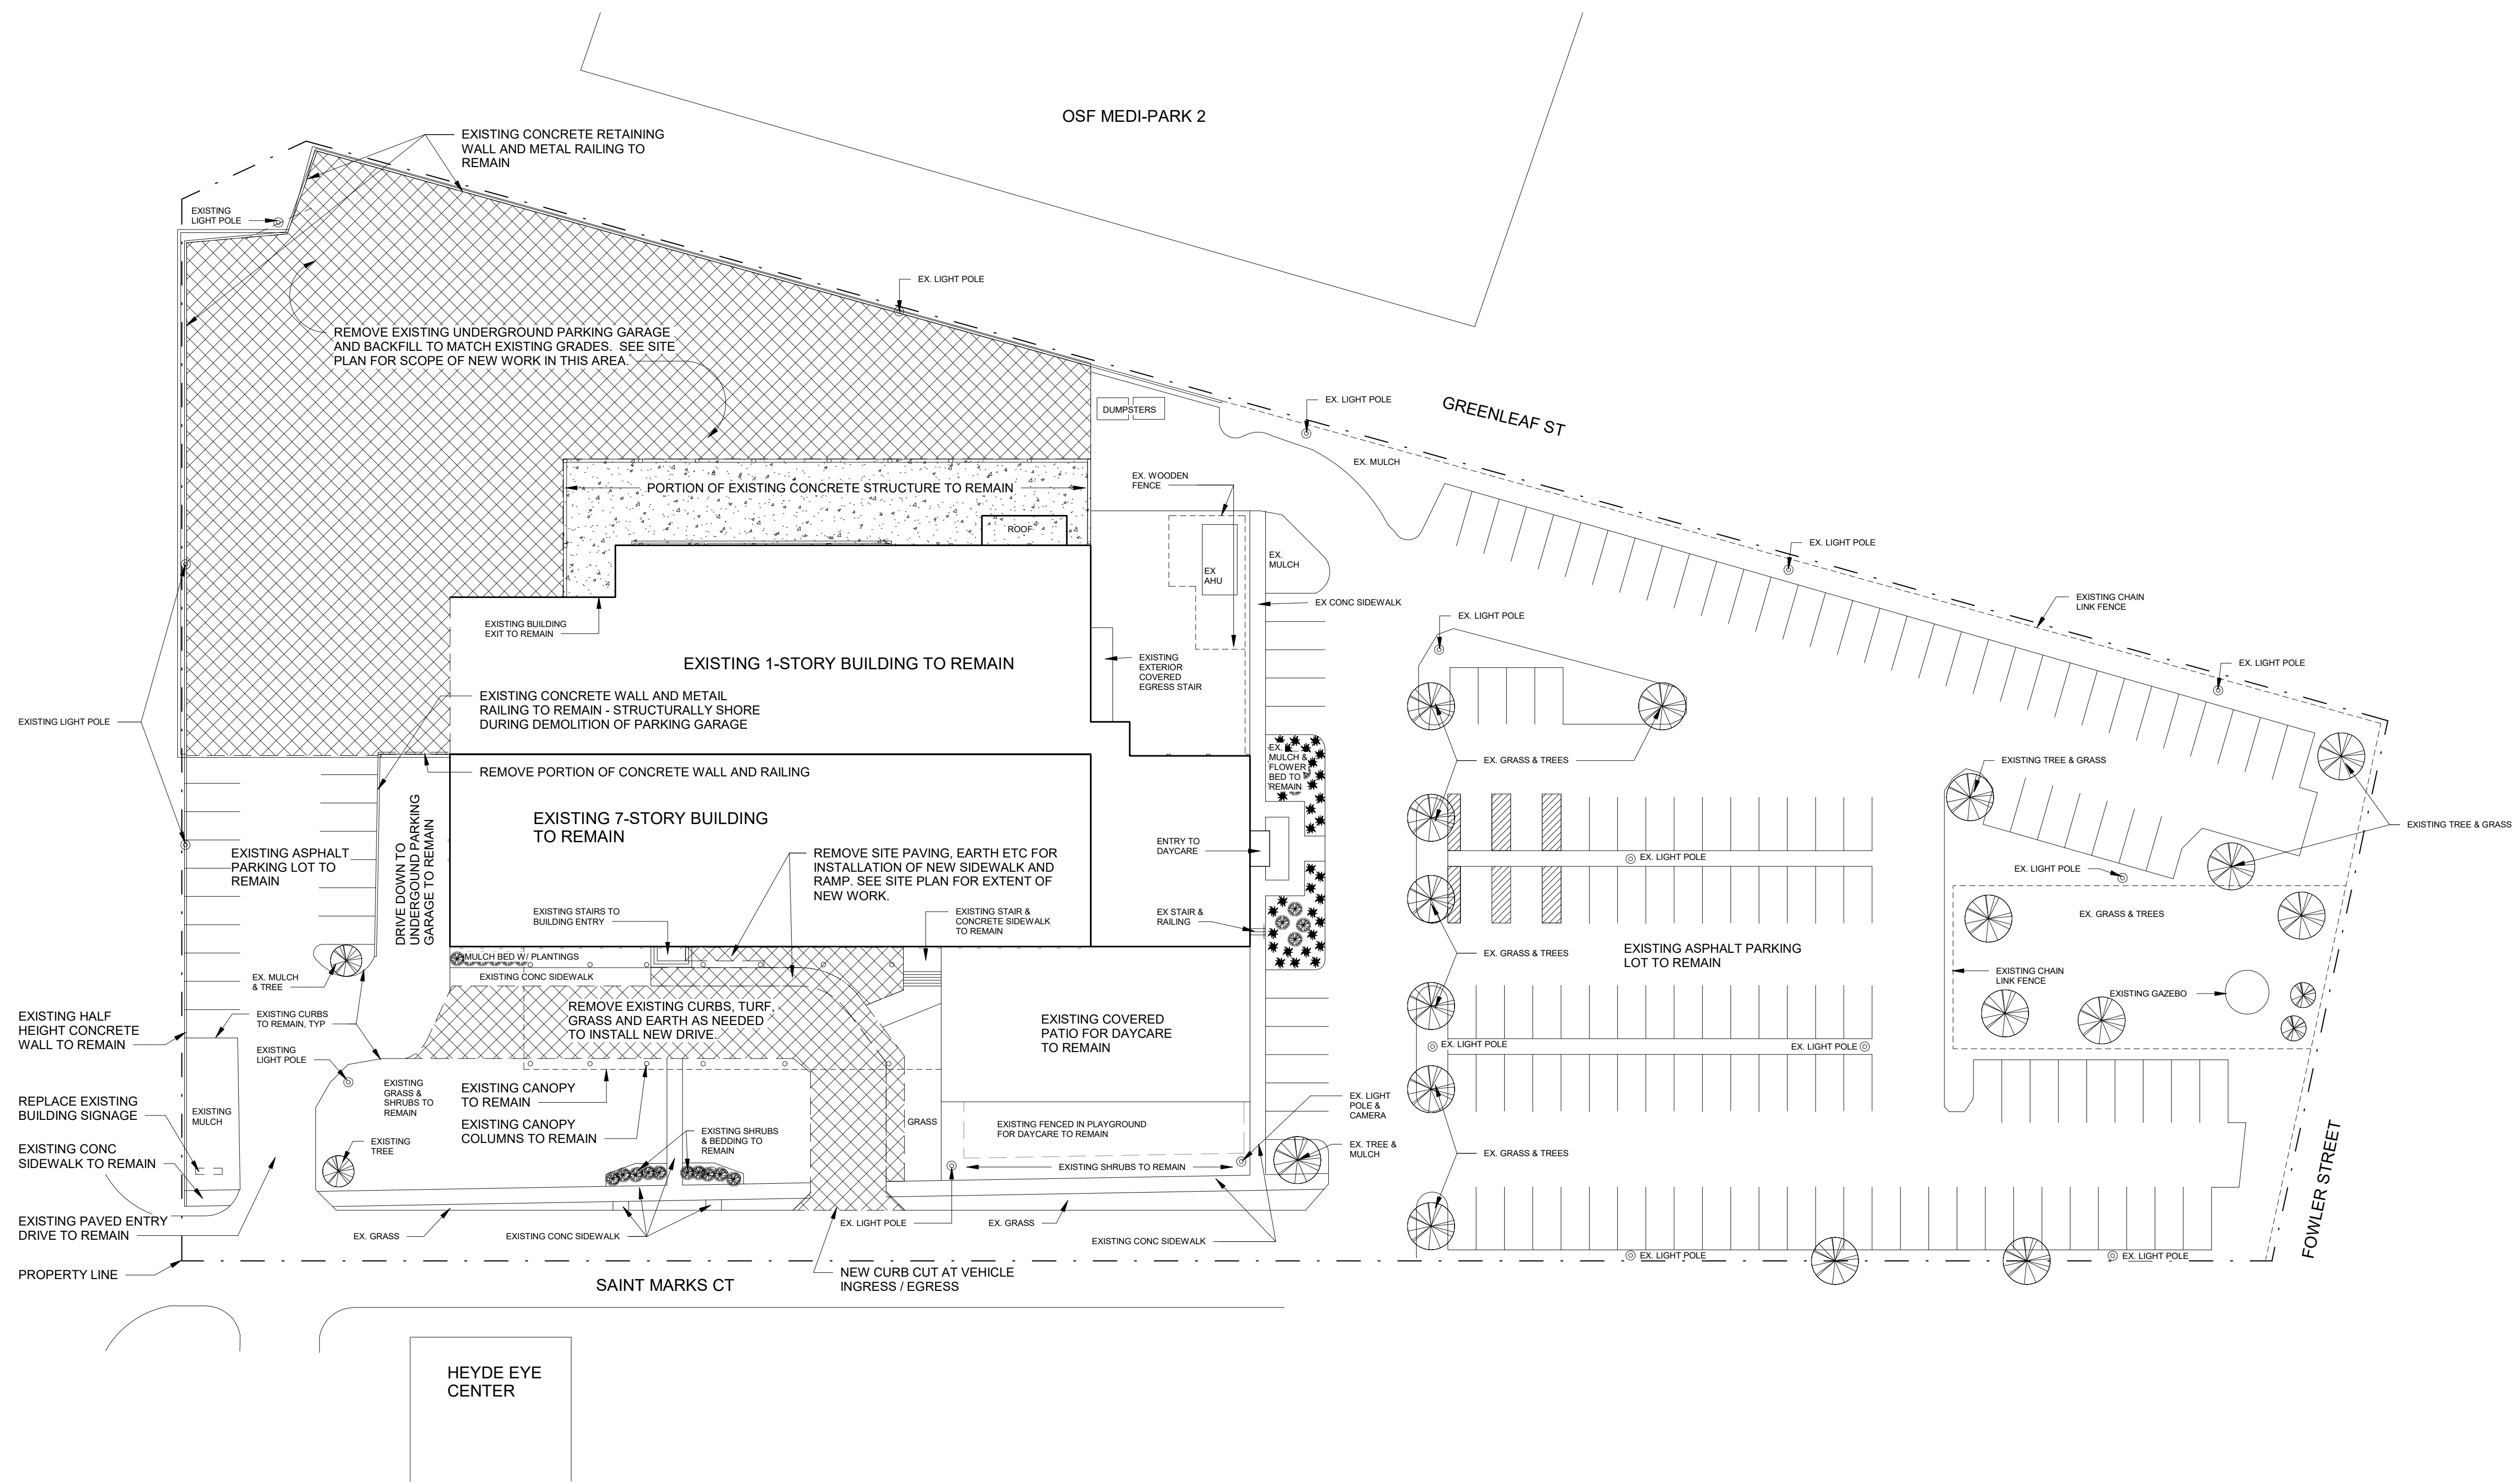 OSF MEDI-PARK 2
EXISTING CONCRETE RETAINING
WALL AND METAL RAILING TO
REMAIN
EXISTING
LIGHT POLE
EX. LIGHT POLE
REMOVE EXISTING UNDERGROUND PARKING GARAGE
AND BACKFILL TO MATCH EXISTING GRADES. SEE SITE
PLAN FOR SCOPE OF NEW WORK IN THIS AREA.
DUMPSTERS
EX. LIGHT POLE
GREENLEAF ST
EX. MULCH
EX. WOODEN
FENCE
PORTION OF EXISTING CONCRETE STRUCTURE TO REMAIN
ROOF
EX
AHU
EX.
MULCH
EX. LIGHT POLE
EX CONC SIDEWALK
EXISTING CHAIN
LINK FENCE
EX. LIGHT POLE
EXISTING BUILDING
EXIT TO REMAIN
EXISTING 1-STORY BUILDING TO REMAIN
EXISTING
EXTERIOR
COVERED
EGRESS STAIR
EX. LIGHT POLE
EXISTING CONCRETE WALL AND METAIL
RAILING TO REMAIN - STRUCTURALLY SHORE
DURING DEMOLITION OF PARKING GARAGE
EXISTING LIGHT POLE
REMOVE PORTION OF CONCRETE WALL AND RAILING
EX.
MULCH &
FLOWER
BED TO
REMAIN
EX. GRASS & TREES
EXISTING TREE & GRASS
EXISTING TREE & GRASS
EXISTING 7-STORY BUILDING
TO REMAIN
EXISTING ASPHALT
PARKING LOT TO
REMAIN
DRIVE DOWN TO
UNDERGOUND PARKING
GARAGE TO REMAIN
REMOVE SITE PAVING, EARTH ETC FOR
INSTALLATION OF NEW SIDEWALK AND
RAMP. SEE SITE PLAN FOR EXTENT OF
NEW WORK.
ENTRY TO
DAYCARE
EX. LIGHT POLE
EX. LIGHT POLE
EXISTING STAIRS TO
BUILDING ENTRY
EXISTING STAIR &
CONCRETE SIDEWALK
TO REMAIN
EX STAIR &
RAILING
EX. GRASS & TREES
EX. GRASS & TREES
EXISTING ASPHALT PARKING
LOT TO REMAIN
MULCH BED W/ PLANTINGS
EXISTING CONC SIDEWALK
EX. MULCH
& TREE
EXISTING CHAIN
LINK FENCE
EXISTING GAZEBO
EXISTING HALF
HEIGHT CONCRETE
WALL TO REMAIN
EXISTING CURBS
TO REMAIN, TYP
REMOVE EXISTING CURBS, TURF,
GRASS AND EARTH AS NEEDED
TO INSTALL NEW DRIVE.
EXISTING COVERED
PATIO FOR DAYCARE
TO REMAIN
EX. LIGHT POLE
EX. LIGHT POLE
EXISTING
LIGHT POLE
EXISTING
GRASS &
SHRUBS TO
REMAIN
EXISTING CANOPY
TO REMAIN
REPLACE EXISTING
BUILDING SIGNAGE
EXISTING
MULCH
EX. LIGHT
POLE &
CAMERA
EXISTING CANOPY
COLUMNS TO REMAIN
GRASS
EXISTING FENCED IN PLAYGROUND
FOR DAYCARE TO REMAIN
EXISTING
TREE
EXISTING SHRUBS
& BEDDING TO
REMAIN
EX. TREE &
MULCH
EX. GRASS & TREES
EXISTING CONC
SIDEWALK TO REMAIN
EXISTING SHRUBS TO REMAIN
FOWLER STREET
EXISTING PAVED ENTRY
DRIVE TO REMAIN
EX. GRASS
EXISTING CONC SIDEWALK
EX. LIGHT POLE
EX. GRASS
EXISTING CONC SIDEWALK
EX. LIGHT POLE
EX. LIGHT POLE
PROPERTY LINE
SAINT MARKS CT
NEW CURB CUT AT VEHICLE
INGRESS / EGRESS
HEYDE EYE
CENTER